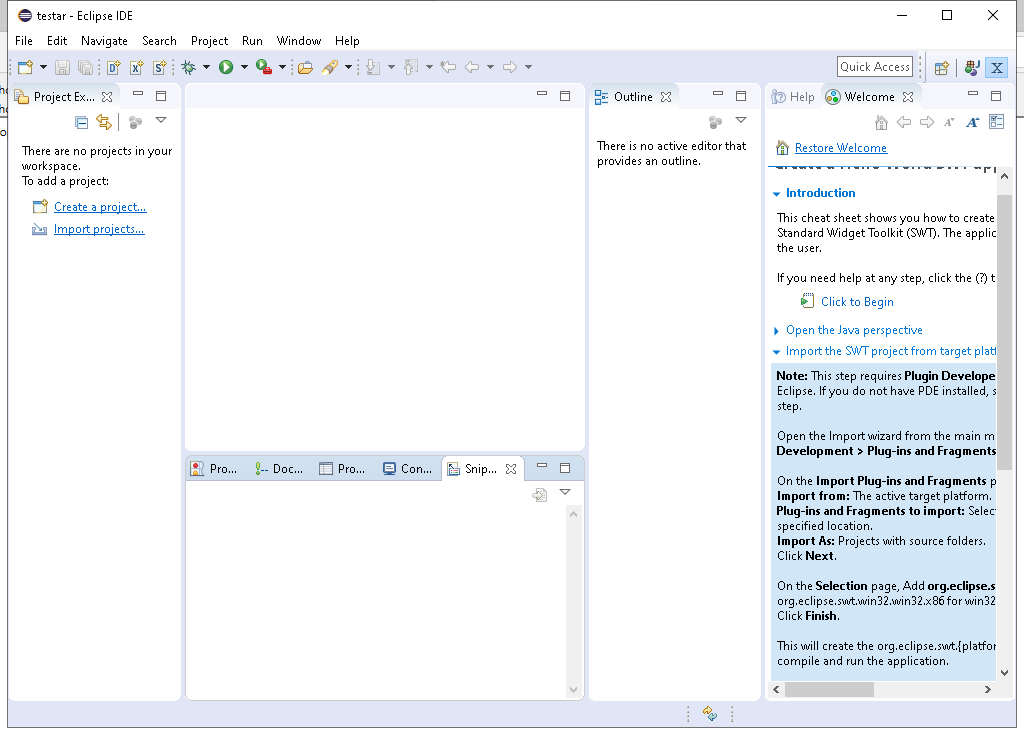 testar - Eclipse IDE
File Edit Navigate Search Project Run Window Help
Quick Access
Project Ex...
There are no projects in your
workspace.
To add a project:
Create a project...
Import projects...
Pro... Doc... Pro... Con... Snip...
Outline
There is no active editor that
provides an outline.
Help Welcome
Restore Welcome
Introduction
This cheat sheet shows you how to create
Standard Widget Toolkit (SWT). The applic
the user.
If you need help at any step, click the (?) t
Click to Begin
Open the Java perspective
Import the SWT project from target platf
Note: This step requires Plugin Develope
Eclipse. If you do not have PDE installed, s
step.
Open the Import wizard from the main m
Development > Plug-ins and Fragments
On the Import Plug-ins and Fragments p
Import from: The active target platform.
Plug-ins and Fragments to import: Selec
specified location.
Import As: Projects with source folders.
Click Next.
On the Selection page, Add org.eclipse.s
org.eclipse.swt.win32.win32.x86 for win32
Click Finish.
This will create the org.eclipse.swt.{platfor
compile and run the application.